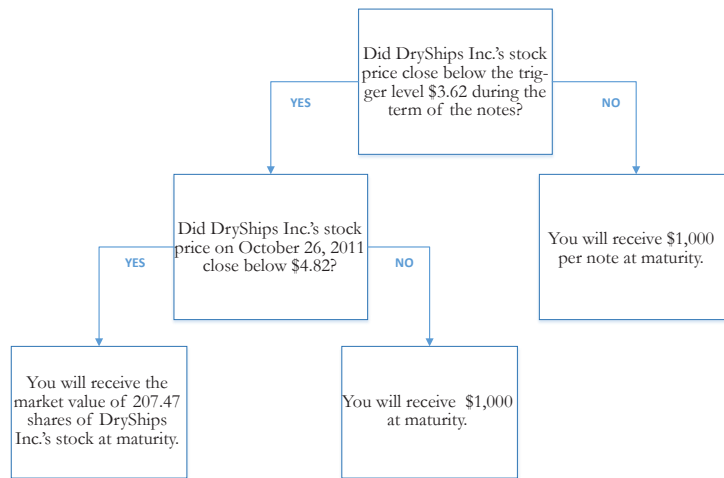 Did DryShips Inc.'s stock
price close below the trig-
ger level $3.62 during the
term of the notes?
YES
NO
Did DryShips Inc.'s stock
price on October 26, 2011
close below $4.82?
You will receive $1,000
per note at maturity.
YES
NO
You will receive the
market value of 207.47
shares of DryShips
Inc.'s stock at maturity.
You will receive  $1,000
at maturity.